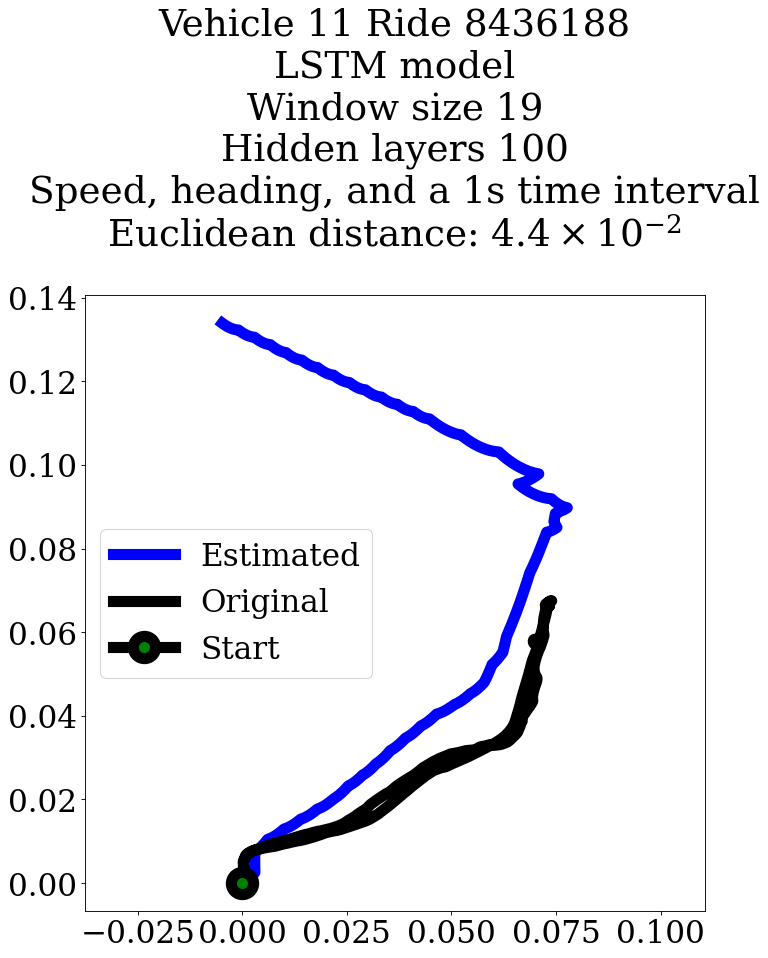 Vehicle 11 Ride 8436188
LSTM model
Window size 19
Hidden layers 100
Speed, heading, and a 1s time interval
Euclidean distance: 4.4 × 10⁻²
0.14
0.12
0.10
0.08
0.06
0.04
0.02
0.00
Estimated
Original
Start
−0.025 0.000 0.025 0.050 0.075 0.100